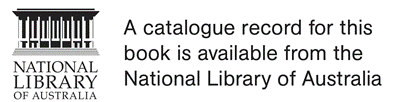 NATIONAL
LIBRARY
OF AUSTRALIA
A catalogue record for this
book is available from the
National Library of Australia